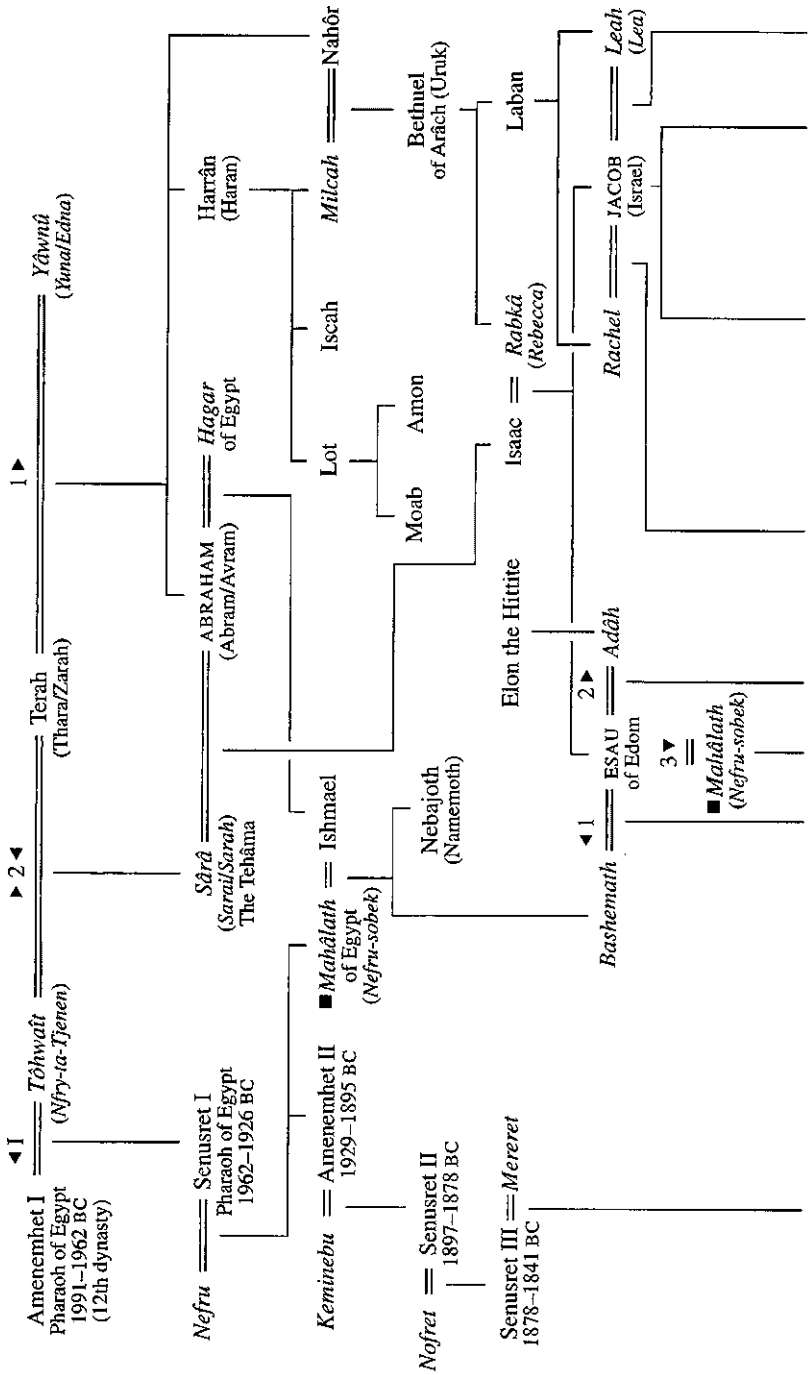 ◄ 1
► 2 ◄
1 ►
Amenemhet I
Pharaoh of Egypt
1991–1962 BC
(12th dynasty)
Tôhwait
(Nfry-ta-Tjenen)
Terah
(Thara/Zarah)
Yâwnû
(Yuna/Edna)
Nefru
Senusret I
Pharaoh of Egypt
1962–1926 BC
Sârâ
(Sarai/Sarah)
The Tehâma
ABRAHAM
(Abram/Avram)
Hagar
of Egypt
Harrân
(Haran)
Keminebu
Amenemhet II
1929–1895 BC
■ Mahâlath
of Egypt
(Nefru-sobek)
Ishmael
Lot
Iscah
Milcah
Nahôr
Nofret
Senusret II
1897–1878 BC
Nebajoth
(Namemoth)
Moab
Amon
Bethuel
of Arâch (Uruk)
Senusret III
1878–1841 BC
Mereret
Elon the Hittite
Isaac
Rabkâ
(Rebecca)
Laban
Bashemath
◄ 1
ESAU
of Edom
2 ►
Adâh
3 ▼
■ Mahâlath
(Nefru-sobek)
Rachel
JACOB
(Israel)
Leah
(Lea)